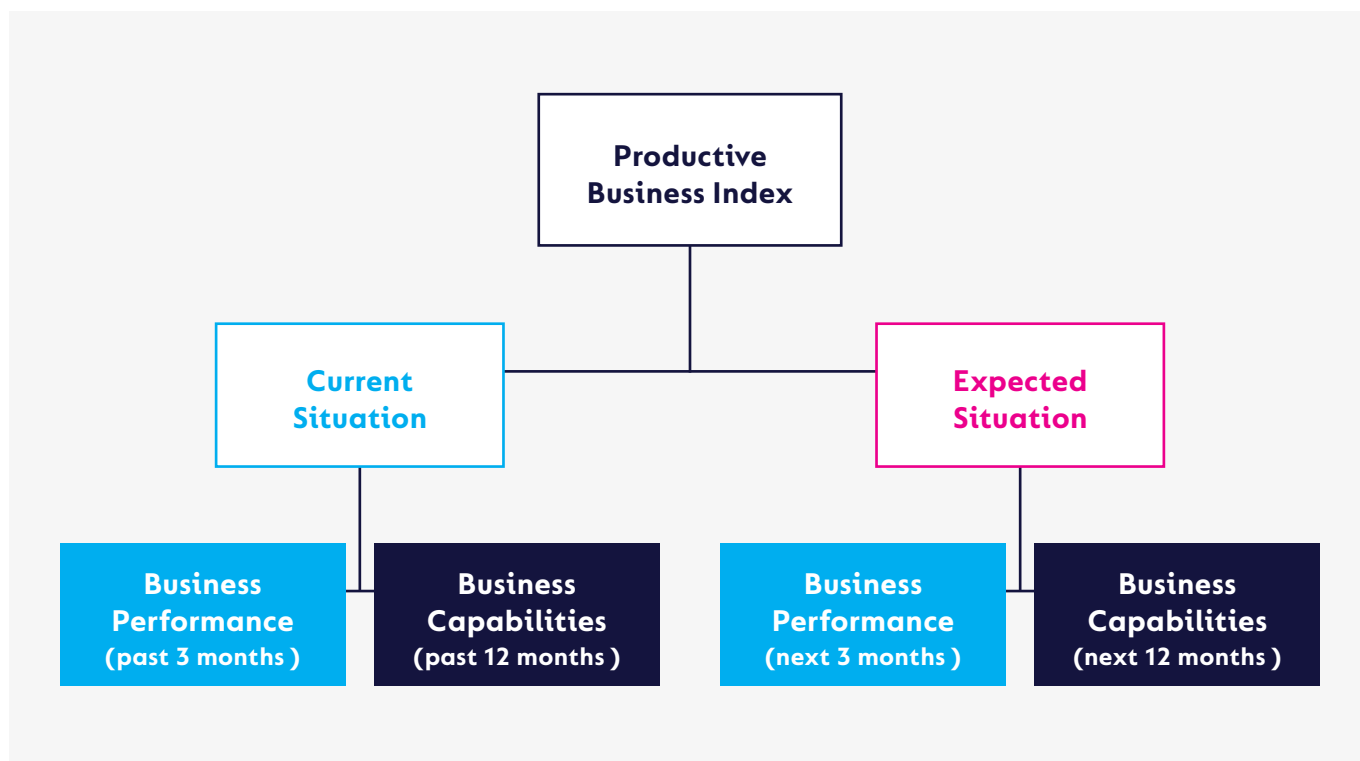 Productive
Business Index
Current
Situation
Expected
Situation
Business
Performance
(past 3 months )
Business
Capabilities
(past 12 months )
Business
Performance
(next 3 months )
Business
Capabilities
(next 12 months )